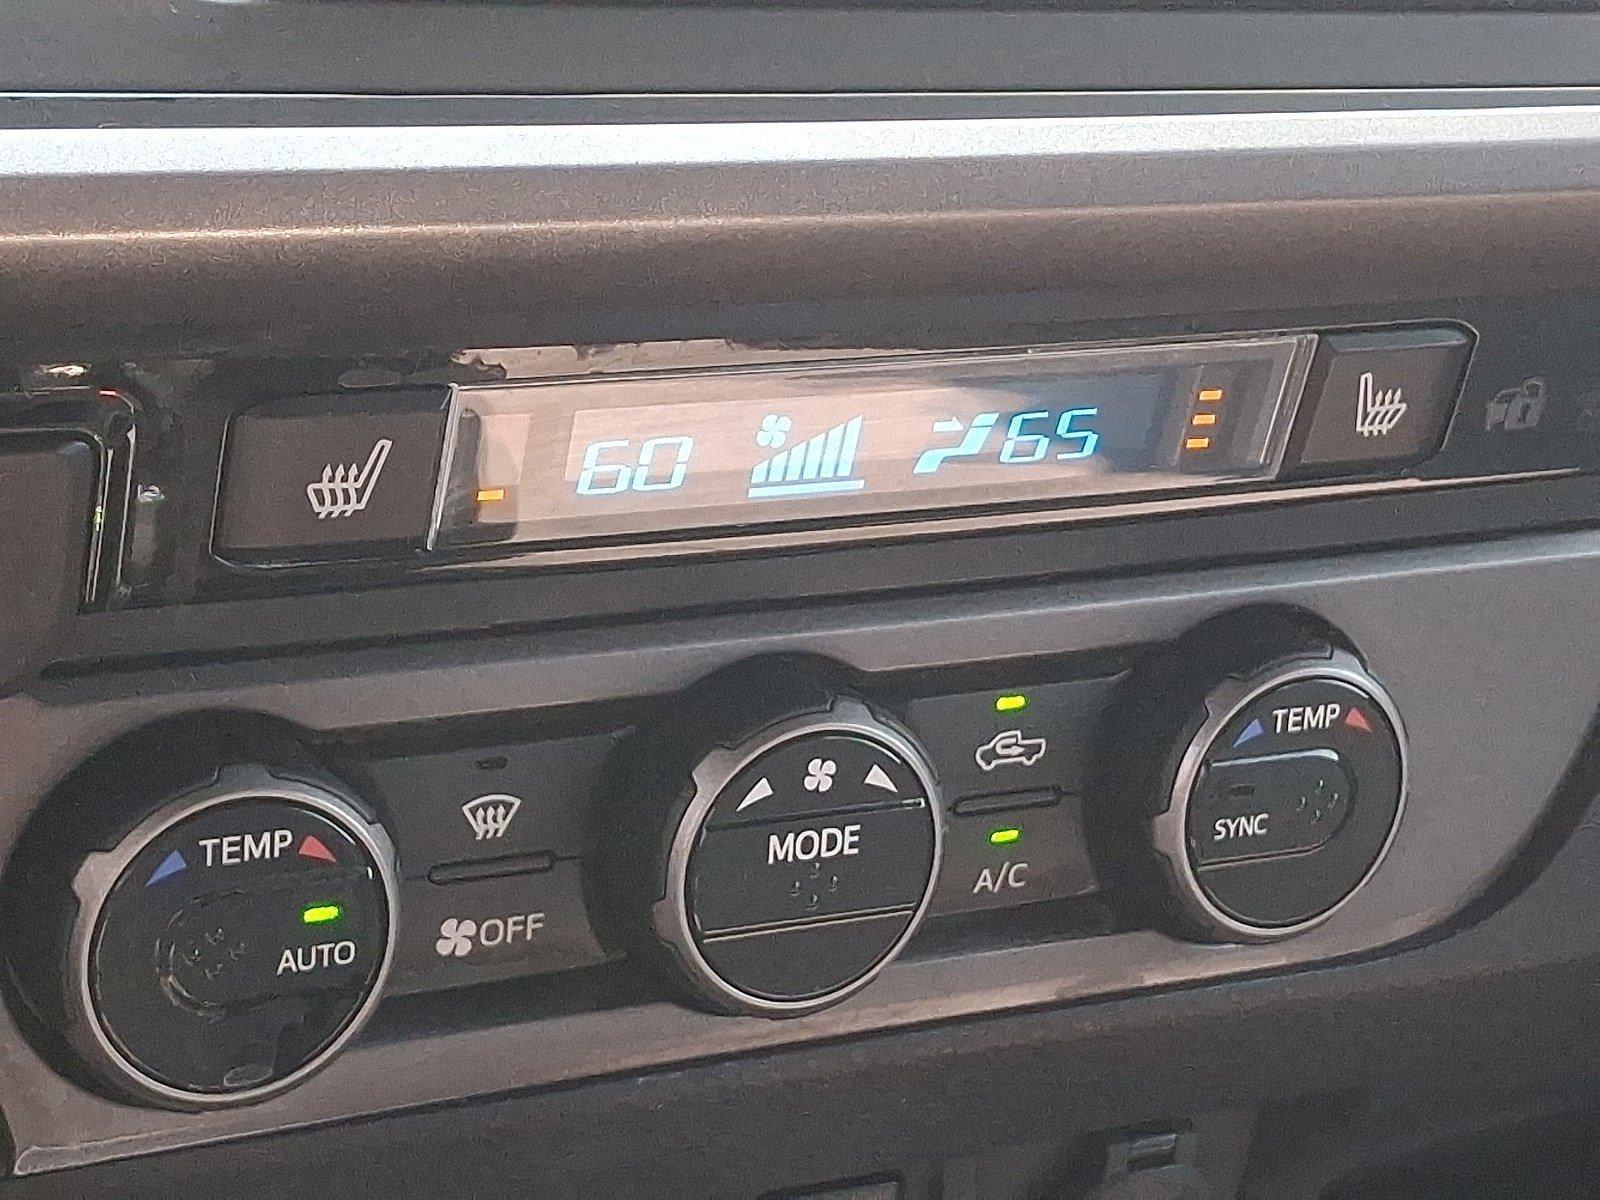 60 65
TEMP
AUTO
OFF
MODE
A/C
TEMP
SYNC